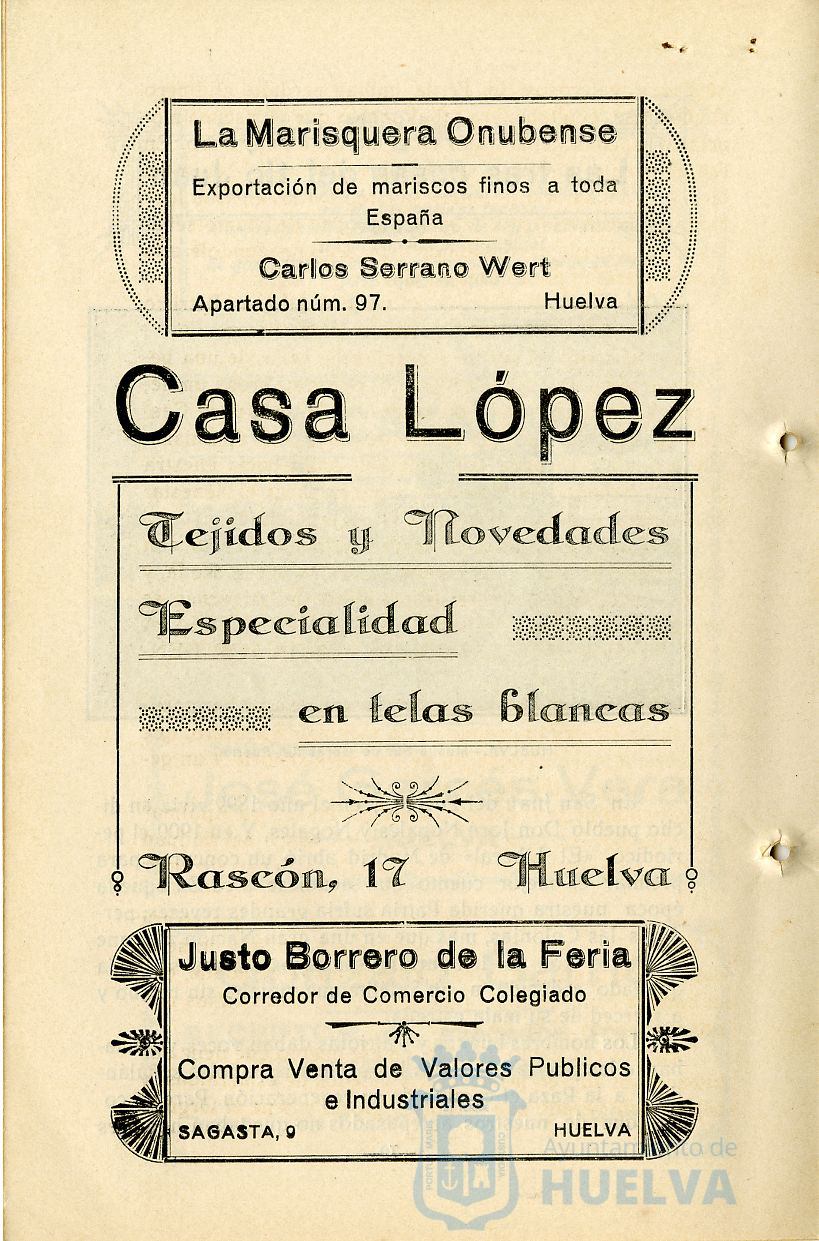 La Marisquera Onubense
Exportación de mariscos finos a toda
España
Carlos Serrano Wert
Apartado núm. 97. Huelva
Casa López
Tejidos y Novedades
Especialidad
en telas blancas
Rascón, 17 Huelva
Justo Borrero de la Feria
Corredor de Comercio Colegiado
Compra Venta de Valores Publicos
e Industriales
SAGASTA, 9 HUELVA
Ayuntamiento de
HUELVA